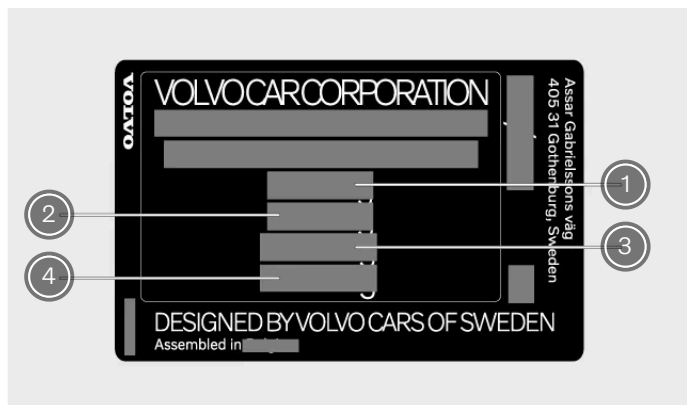 VOLVO
VOLVO CAR CORPORATION
Assar Gabrielssons väg
405 31 Gothenburg, Sweden
1
2
3
4
DESIGNED BY VOLVO CARS OF SWEDEN
Assembled in